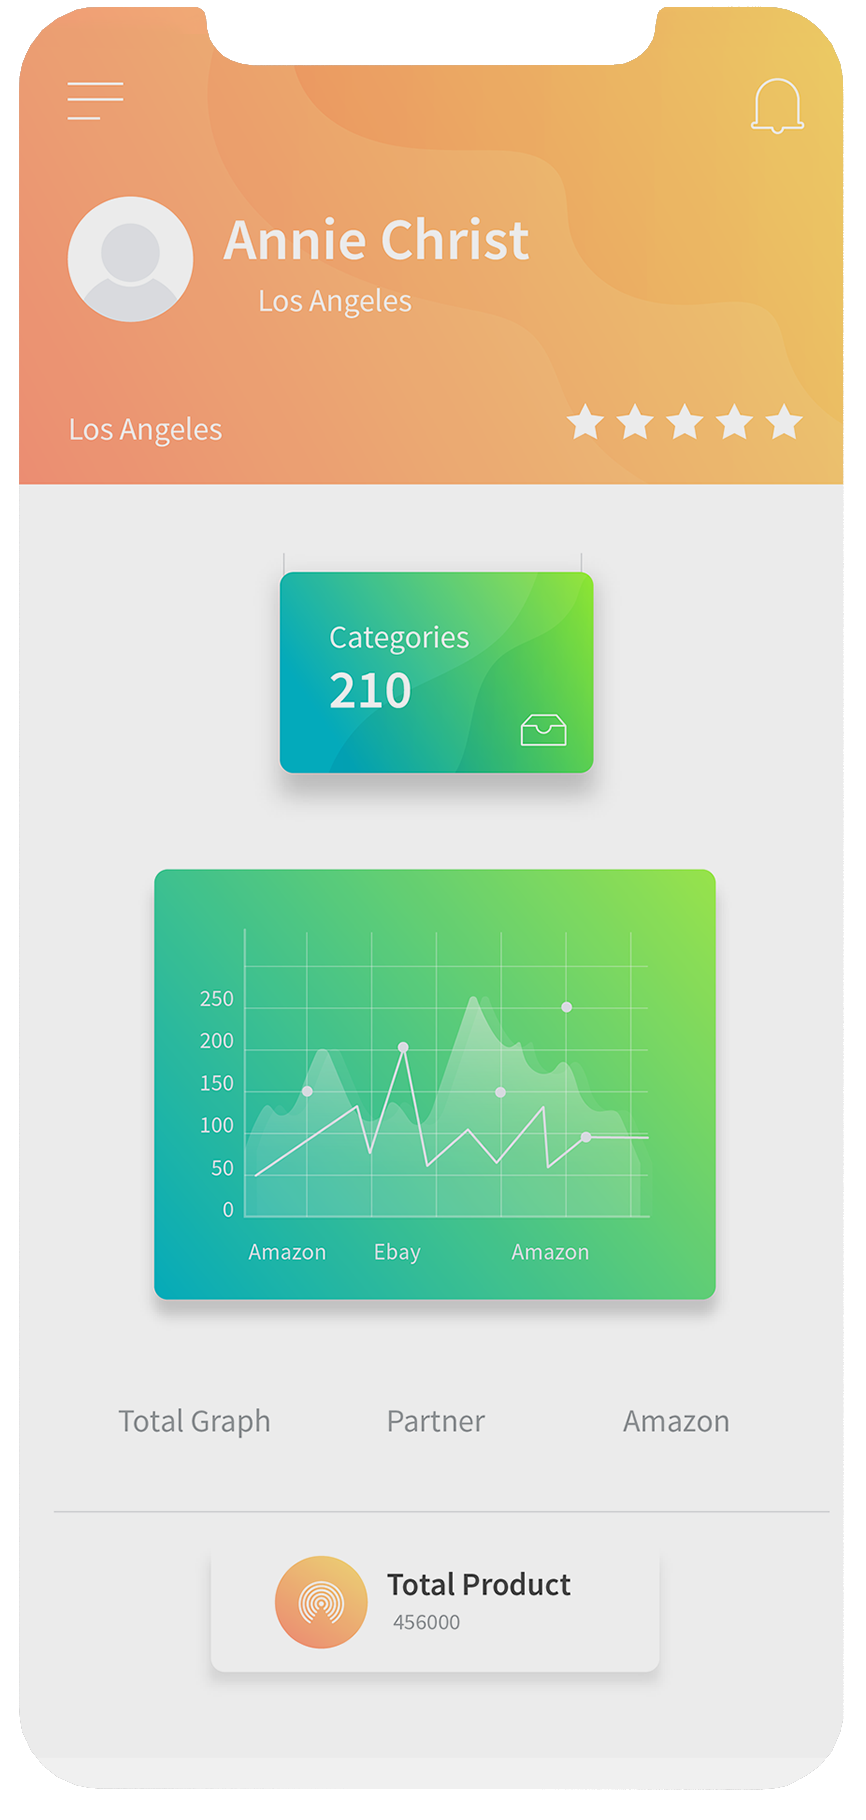 Annie Christ
Los Angeles
Los Angeles
Categories
210
250
200
150
100
50
0
Amazon Ebay Amazon
Total Graph Partner Amazon
Total Product
456000